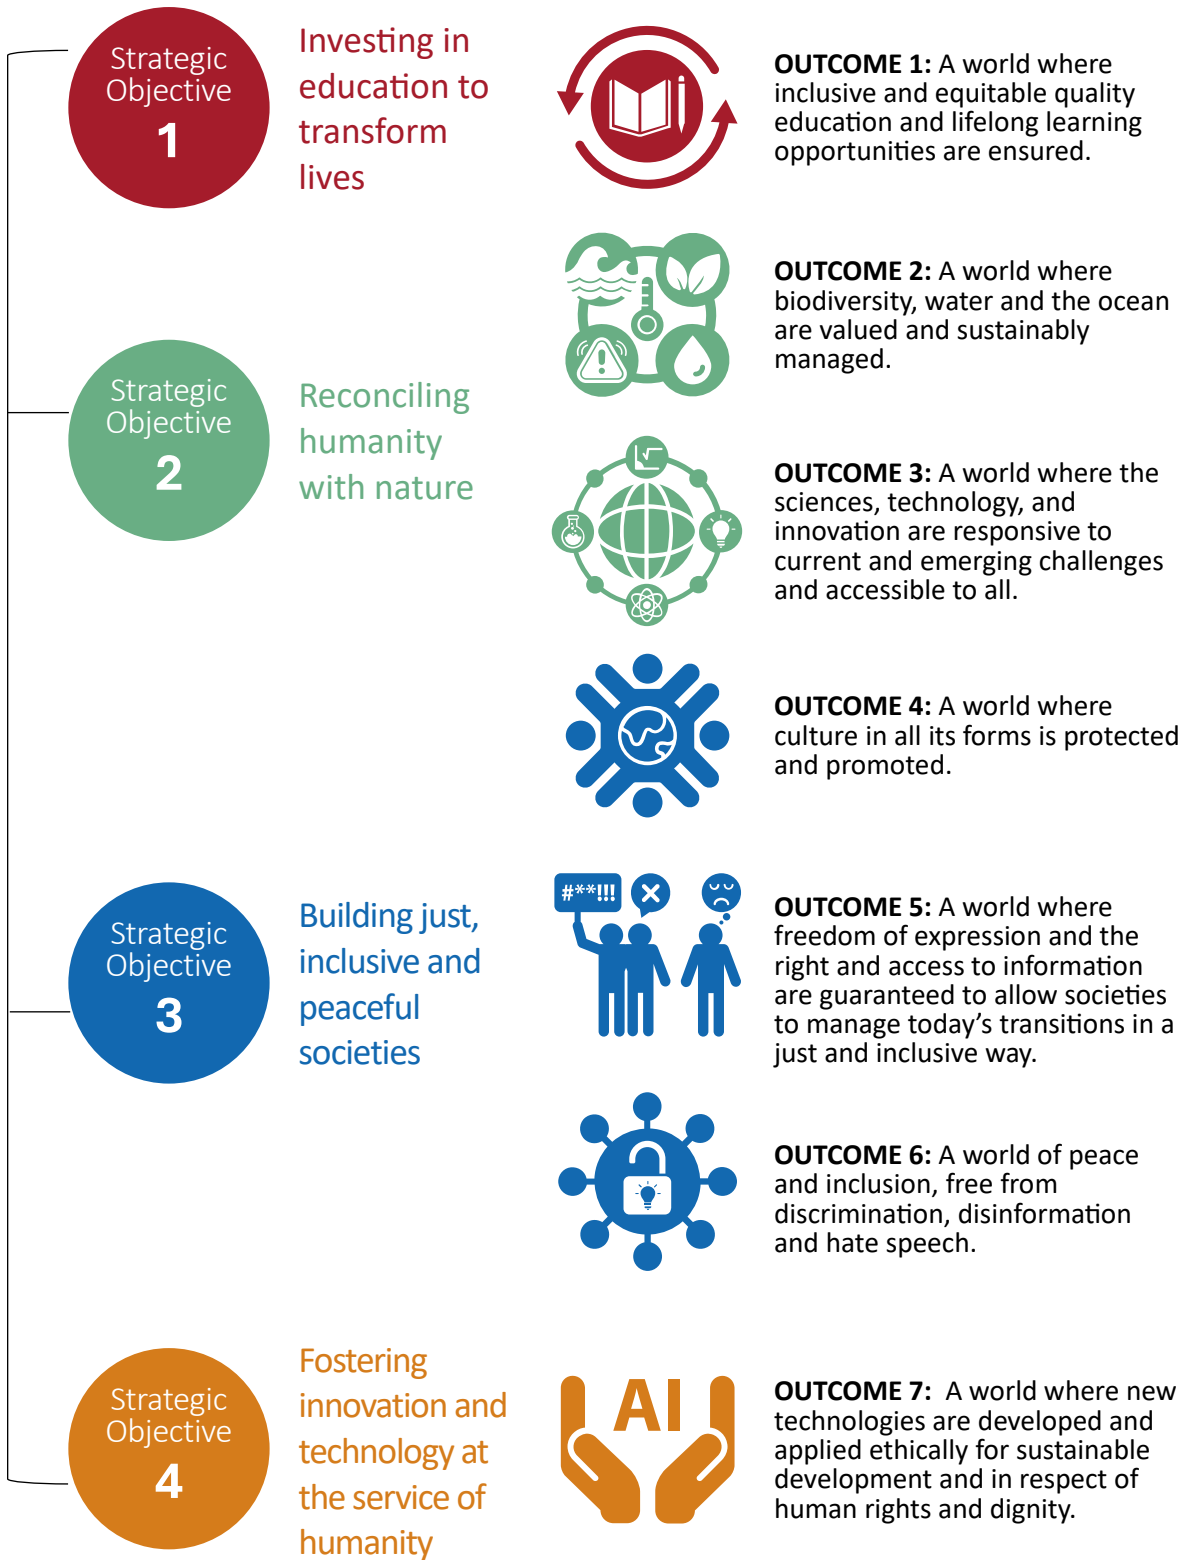 Strategic
Objective
1
Investing in
education to
transform
lives
OUTCOME 1: A world where
inclusive and equitable quality
education and lifelong learning
opportunities are ensured.
Strategic
Objective
2
Reconciling
humanity
with nature
OUTCOME 2: A world where
biodiversity, water and the ocean
are valued and sustainably
managed.
OUTCOME 3: A world where the
sciences, technology, and
innovation are responsive to
current and emerging challenges
and accessible to all.
Strategic
Objective
3
Building just,
inclusive and
peaceful
societies
OUTCOME 4: A world where
culture in all its forms is protected
and promoted.
#**!!!
OUTCOME 5: A world where
freedom of expression and the
right and access to information
are guaranteed to allow societies
to manage today’s transitions in a
just and inclusive way.
OUTCOME 6: A world of peace
and inclusion, free from
discrimination, disinformation
and hate speech.
Strategic
Objective
4
Fostering
innovation and
technology at
the service of
humanity
AI
OUTCOME 7:  A world where new
technologies are developed and
applied ethically for sustainable
development and in respect of
human rights and dignity.